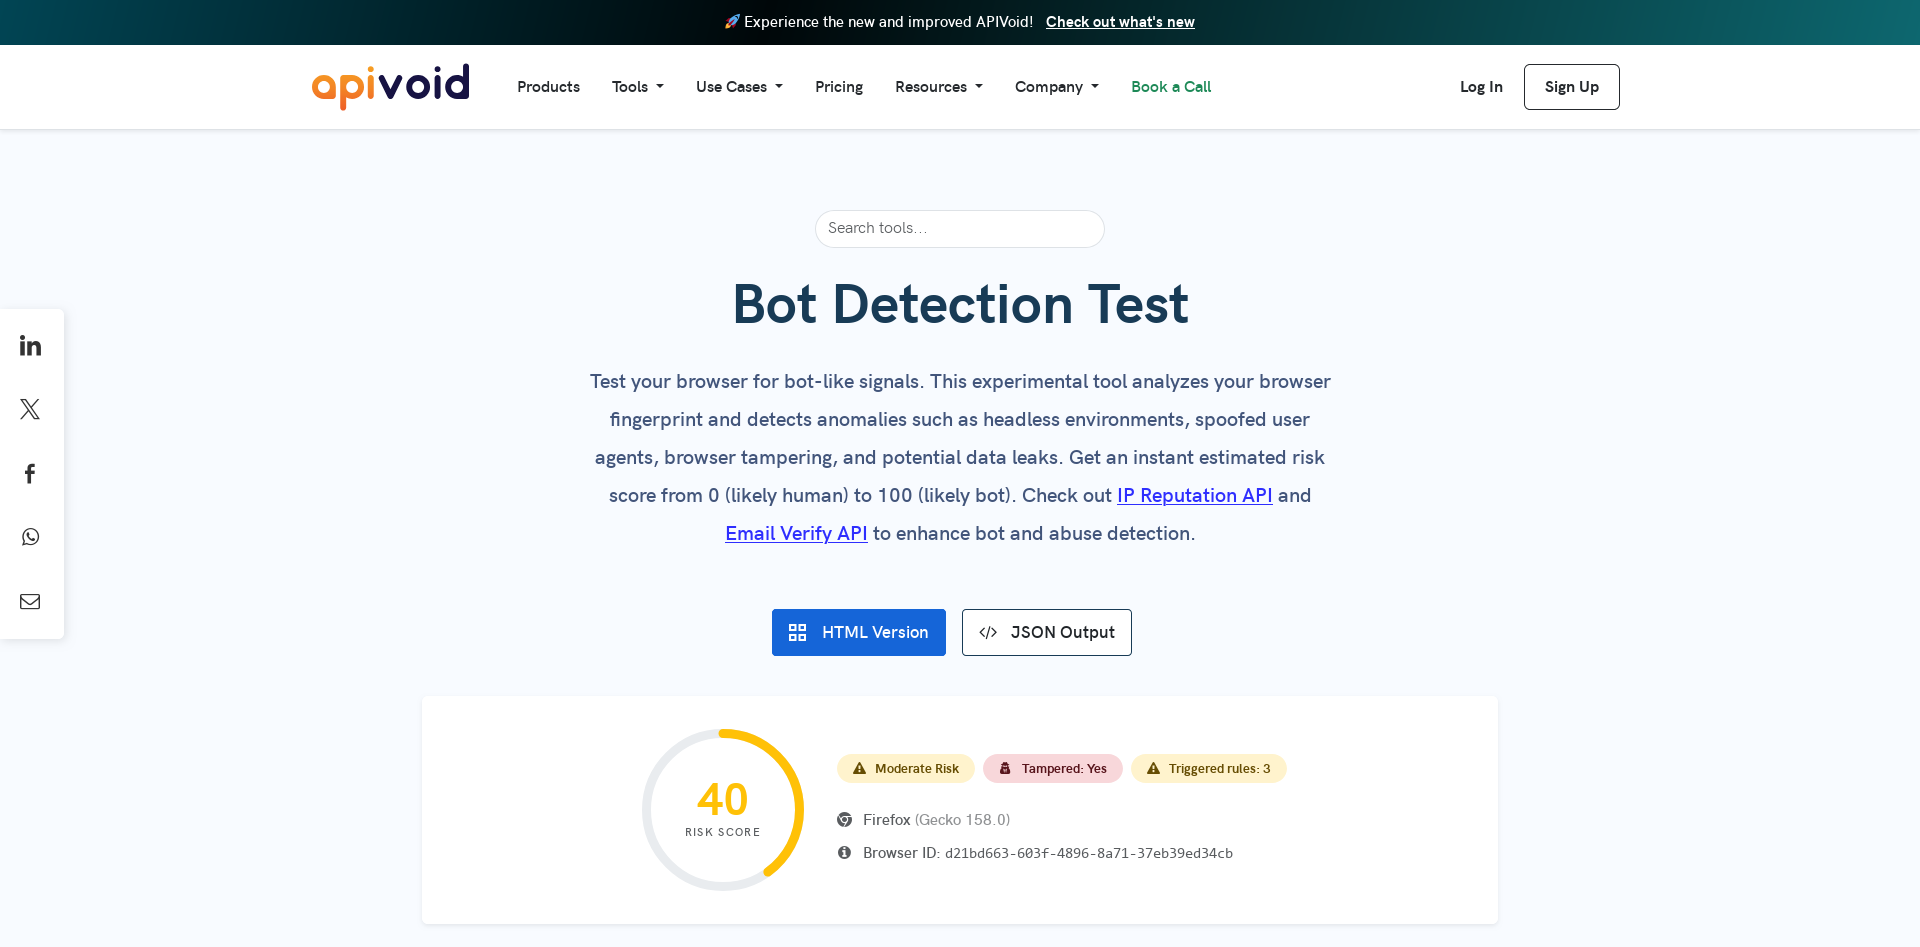 🚀 Experience the new and improved APIVoid! Check out what's new
apivoid
Products Tools Use Cases Pricing Resources Company Book a Call Log In Sign Up
Search tools...
Bot Detection Test
Test your browser for bot-like signals. This experimental tool analyzes your browser
fingerprint and detects anomalies such as headless environments, spoofed user
agents, browser tampering, and potential data leaks. Get an instant estimated risk
score from 0 (likely human) to 100 (likely bot). Check out IP Reputation API and
Email Verify API to enhance bot and abuse detection.
HTML Version JSON Output
40
RISK SCORE
Moderate Risk Tampered: Yes Triggered rules: 3
Firefox (Gecko 158.0)
Browser ID: d21bd663-603f-4896-8a71-37eb39ed34cb